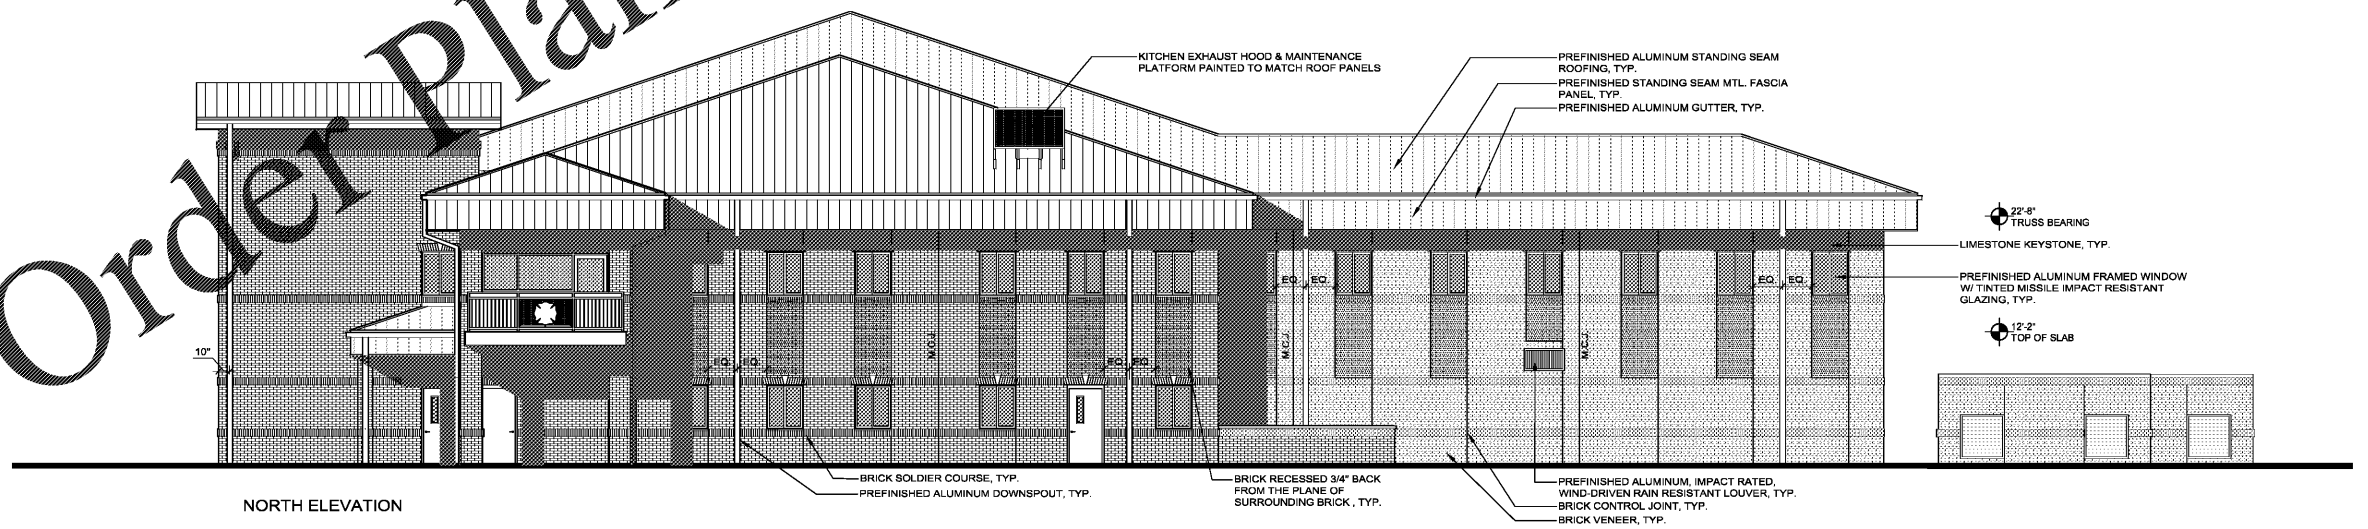 Order Plan
KITCHEN EXHAUST HOOD & MAINTENANCE
PLATFORM PAINTED TO MATCH ROOF PANELS
PREFINISHED ALUMINUM STANDING SEAM
ROOFING, TYP.
PREFINISHED STANDING SEAM MTL. FASCIA
PANEL, TYP.
PREFINISHED ALUMINUM GUTTER, TYP.
22'-8"
TRUSS BEARING
LIMESTONE KEYSTONE, TYP.
PREFINISHED ALUMINUM FRAMED WINDOW
W/ TINTED MISSILE IMPACT RESISTANT
GLAZING, TYP.
12'-2"
TOP OF SLAB
EQ. EQ.
EQ. EQ.
M.C.J.
M.C.J.
M.C.J.
10"
EQ. EQ.
EQ. EQ.
BRICK SOLDIER COURSE, TYP.
PREFINISHED ALUMINUM DOWNSPOUT, TYP.
BRICK RECESSED 3/4" BACK
FROM THE PLANE OF
SURROUNDING BRICK , TYP.
PREFINISHED ALUMINUM, IMPACT RATED,
WIND-DRIVEN RAIN RESISTANT LOUVER, TYP.
BRICK CONTROL JOINT, TYP.
BRICK VENEER, TYP.
NORTH ELEVATION